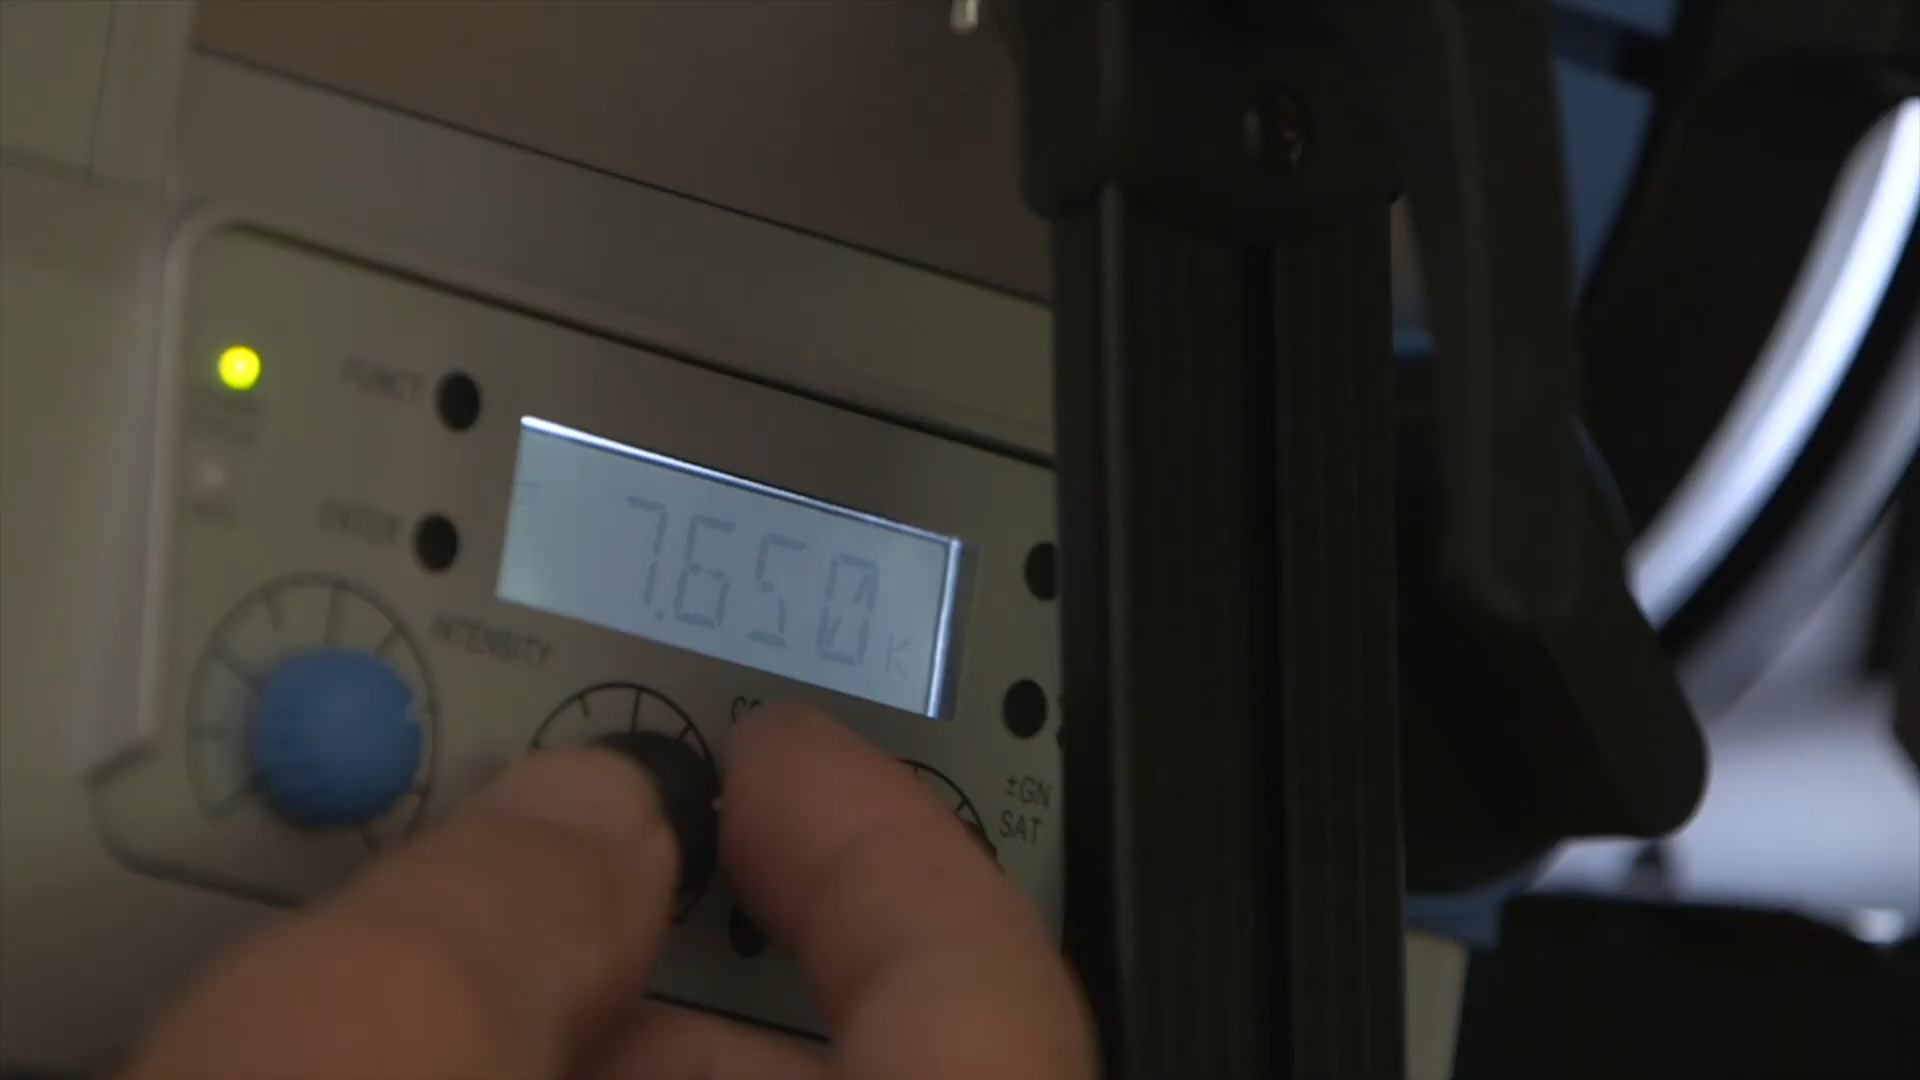 FUNCT
ENTER
7.650 K
INTENSITY
±GN
SAT